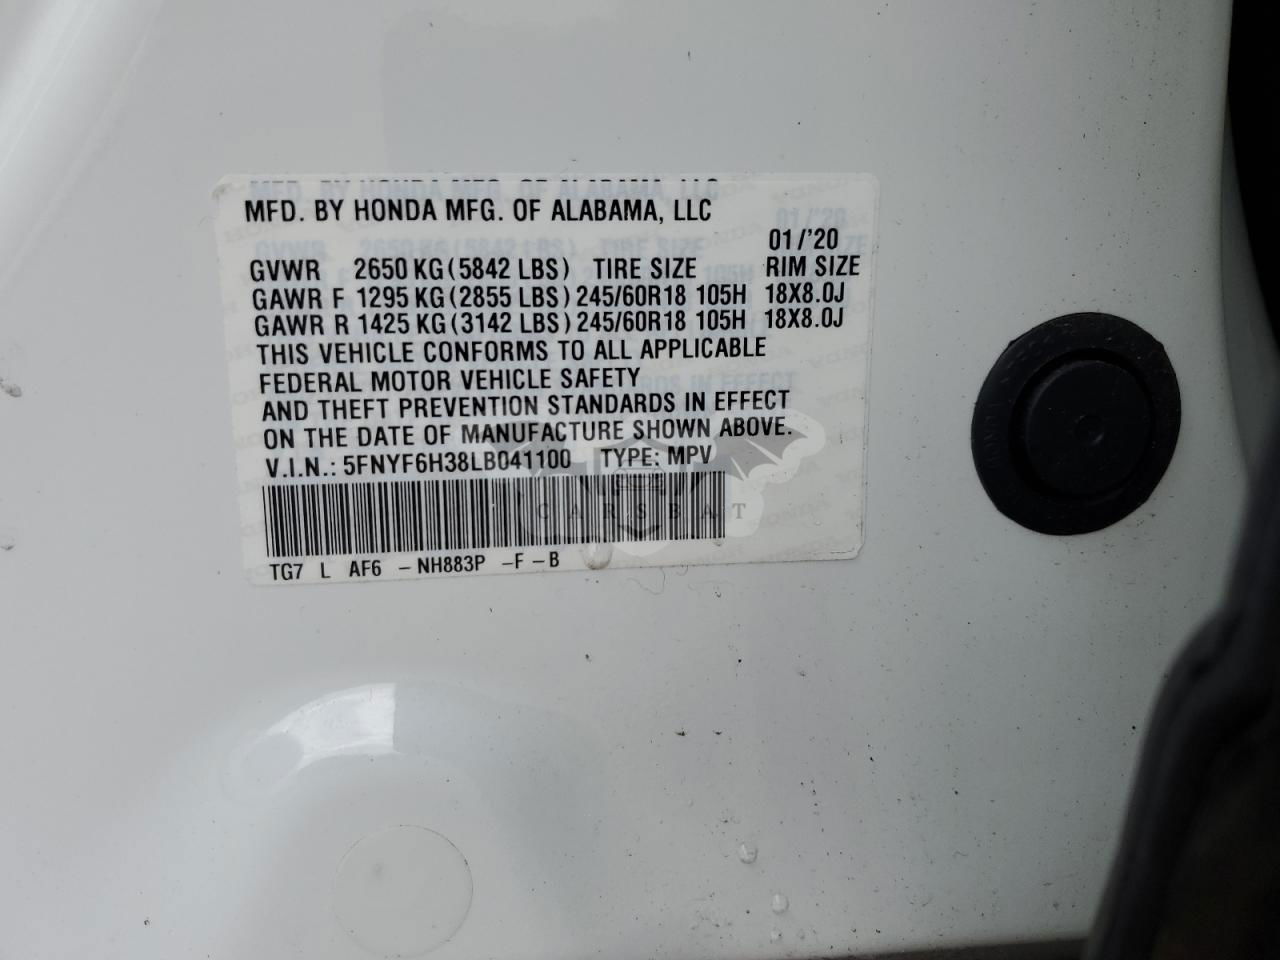 MFD. BY HONDA MFG. OF ALABAMA, LLC
01/'20
GVWR 2650 KG (5842 LBS) TIRE SIZE RIM SIZE
GAWR F 1295 KG (2855 LBS) 245/60R18 105H 18X8.0J
GAWR R 1425 KG (3142 LBS) 245/60R18 105H 18X8.0J
THIS VEHICLE CONFORMS TO ALL APPLICABLE
FEDERAL MOTOR VEHICLE SAFETY
AND THEFT PREVENTION STANDARDS IN EFFECT
ON THE DATE OF MANUFACTURE SHOWN ABOVE.
V.I.N.: 5FNYF6H38LB041100 TYPE: MPV
CARSBAT
TG7 L AF6 -NH883P -F -B